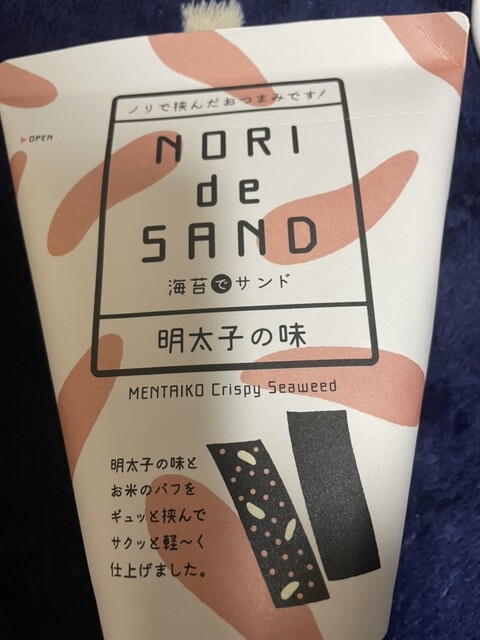 ノリで挟んだおつまみです!
▶OPEN
NORI
de
SAND
海苔でサンド
明太子の味
MENTAIKO Crispy Seaweed
明太子の味と
お米のパフを
ギュッと挟んで
サクッと軽〜く
仕上げました。